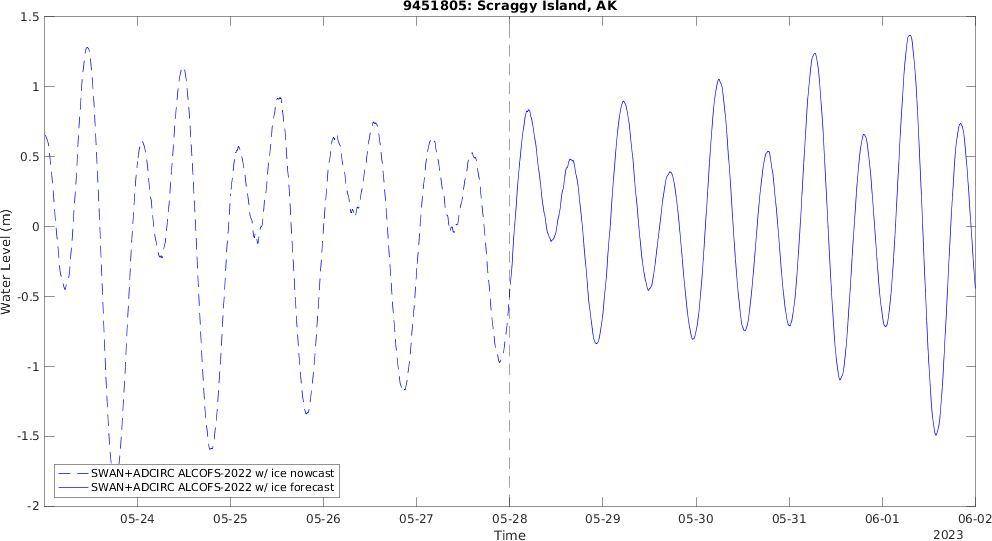 9451805: Scraggy Island, AK
1.5
1
0.5
0
-0.5
-1
-1.5
-2
Water Level (m)
SWAN+ADCIRC ALCOFS-2022 w/ ice nowcast
SWAN+ADCIRC ALCOFS-2022 w/ ice forecast
05-24 05-25 05-26 05-27 05-28 05-29 05-30 05-31 06-01 06-02
Time
2023